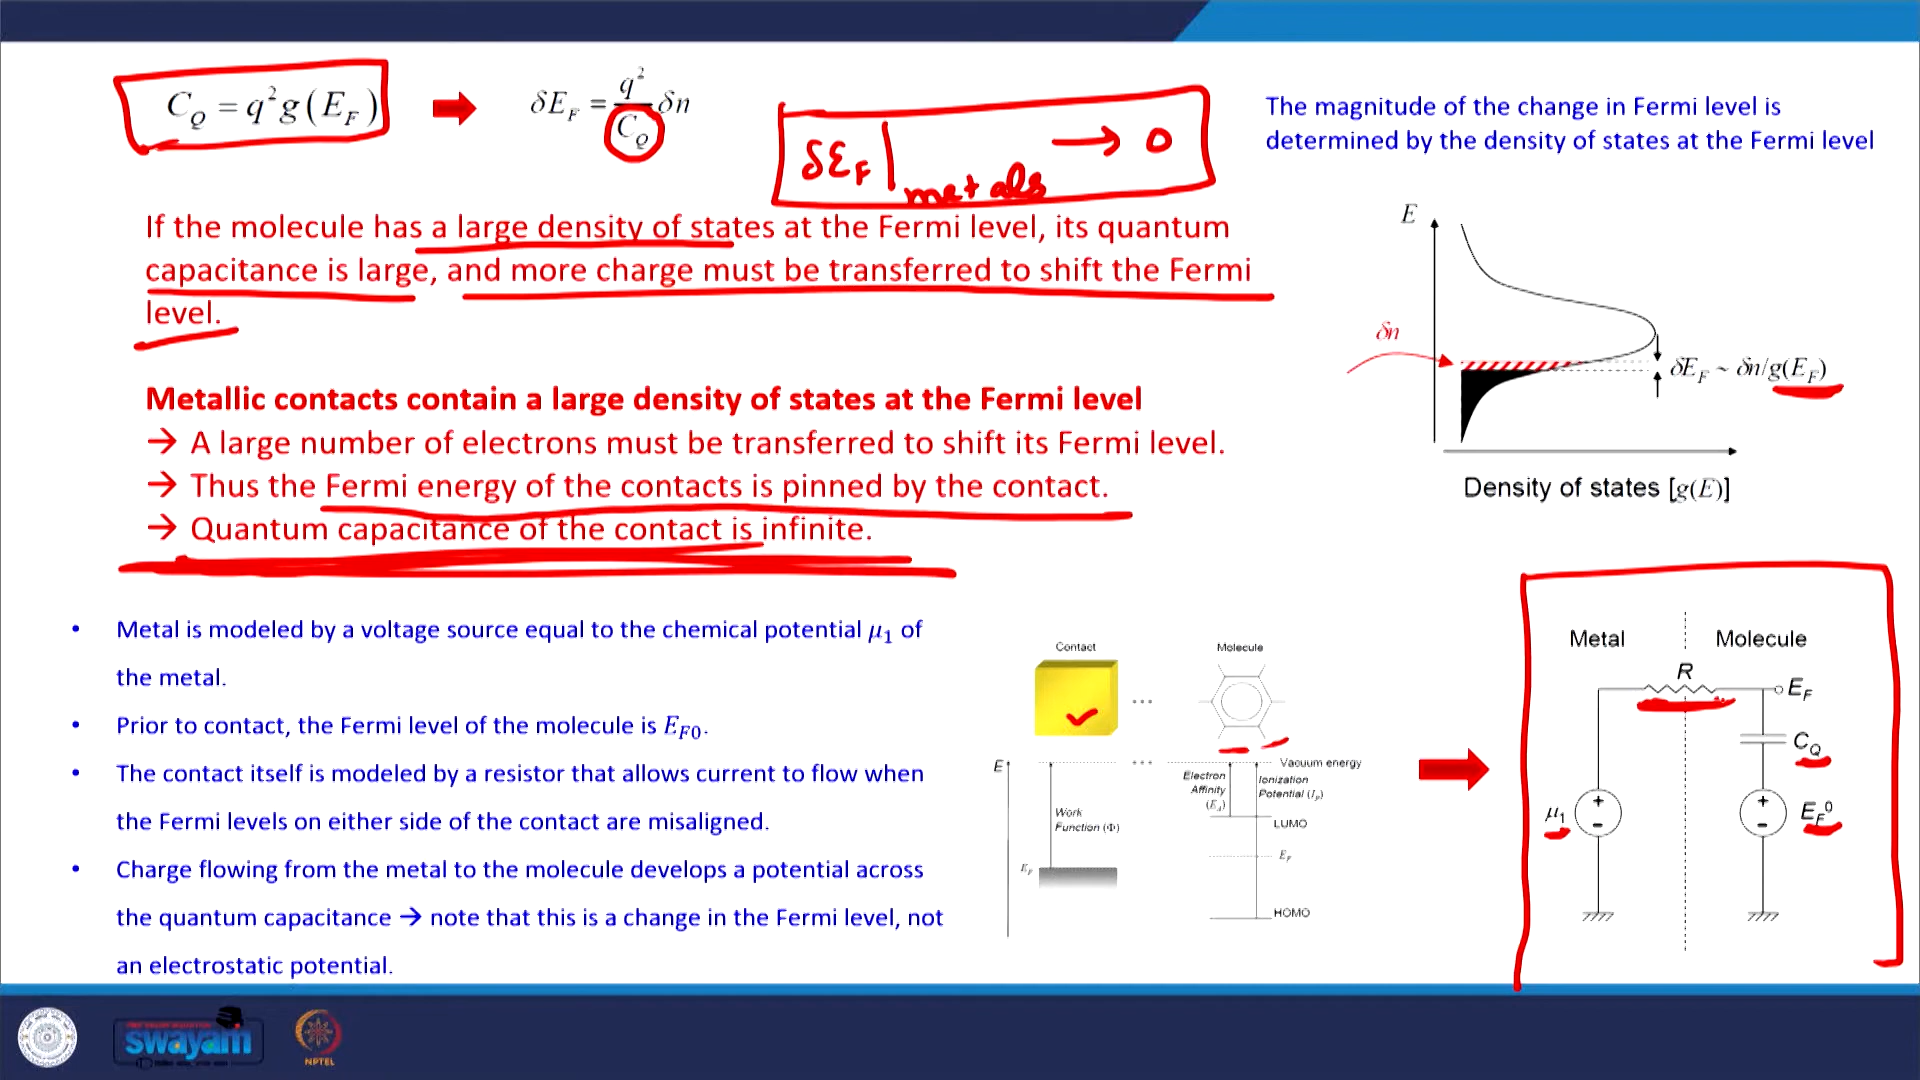 C_Q = q²g(E_F)
δE_F = q²/C_Q δn
δE_F | metals → 0
The magnitude of the change in Fermi level is
determined by the density of states at the Fermi level
If the molecule has a large density of states at the Fermi level, its quantum
capacitance is large, and more charge must be transferred to shift the Fermi
level.
E
δn
δE_F ~ δn/g(E_F)
Density of states [g(E)]
Metallic contacts contain a large density of states at the Fermi level
→ A large number of electrons must be transferred to shift its Fermi level.
→ Thus the Fermi energy of the contacts is pinned by the contact.
→ Quantum capacitance of the contact is infinite.
• Metal is modeled by a voltage source equal to the chemical potential μ₁ of
the metal.
• Prior to contact, the Fermi level of the molecule is E_F0.
• The contact itself is modeled by a resistor that allows current to flow when
the Fermi levels on either side of the contact are misaligned.
• Charge flowing from the metal to the molecule develops a potential across
the quantum capacitance → note that this is a change in the Fermi level, not
an electrostatic potential.
Contact
Molecule
E
Vacuum energy
Work
Function (Φ)
Electron
Affinity
(E_A)
Ionization
Potential (I_P)
LUMO
E_F
E_F
HOMO
Metal
Molecule
R
E_F
C_Q
μ₁
+
-
+
-
E_F⁰
swayam
NPTEL